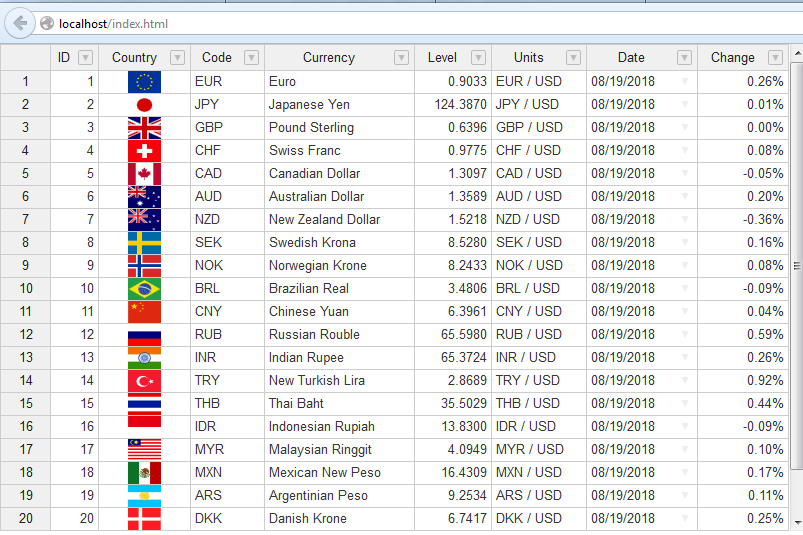 localhost/index.html
ID Country Code Currency Level Units Date Change
1 1 EUR Euro 0.9033 EUR / USD 08/19/2018 0.26%
2 2 JPY Japanese Yen 124.3870 JPY / USD 08/19/2018 0.01%
3 3 GBP Pound Sterling 0.6396 GBP / USD 08/19/2018 0.00%
4 4 CHF Swiss Franc 0.9775 CHF / USD 08/19/2018 0.08%
5 5 CAD Canadian Dollar 1.3097 CAD / USD 08/19/2018 -0.05%
6 6 AUD Australian Dollar 1.3589 AUD / USD 08/19/2018 0.20%
7 7 NZD New Zealand Dollar 1.5218 NZD / USD 08/19/2018 -0.36%
8 8 SEK Swedish Krona 8.5280 SEK / USD 08/19/2018 0.16%
9 9 NOK Norwegian Krone 8.2433 NOK / USD 08/19/2018 0.08%
10 10 BRL Brazilian Real 3.4806 BRL / USD 08/19/2018 -0.09%
11 11 CNY Chinese Yuan 6.3961 CNY / USD 08/19/2018 0.04%
12 12 RUB Russian Rouble 65.5980 RUB / USD 08/19/2018 0.59%
13 13 INR Indian Rupee 65.3724 INR / USD 08/19/2018 0.26%
14 14 TRY New Turkish Lira 2.8689 TRY / USD 08/19/2018 0.92%
15 15 THB Thai Baht 35.5029 THB / USD 08/19/2018 0.44%
16 16 IDR Indonesian Rupiah 13.8300 IDR / USD 08/19/2018 -0.09%
17 17 MYR Malaysian Ringgit 4.0949 MYR / USD 08/19/2018 0.10%
18 18 MXN Mexican New Peso 16.4309 MXN / USD 08/19/2018 0.17%
19 19 ARS Argentinian Peso 9.2534 ARS / USD 08/19/2018 0.11%
20 20 DKK Danish Krone 6.7417 DKK / USD 08/19/2018 0.25%